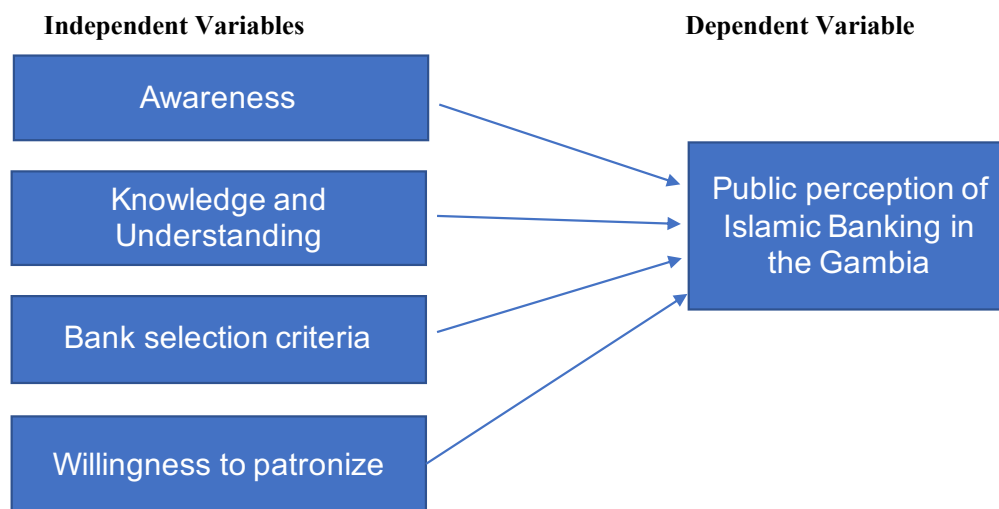 Independent Variables
Dependent Variable
Awareness
Knowledge and
Understanding
Bank selection criteria
Willingness to patronize
Public perception of
Islamic Banking in
the Gambia